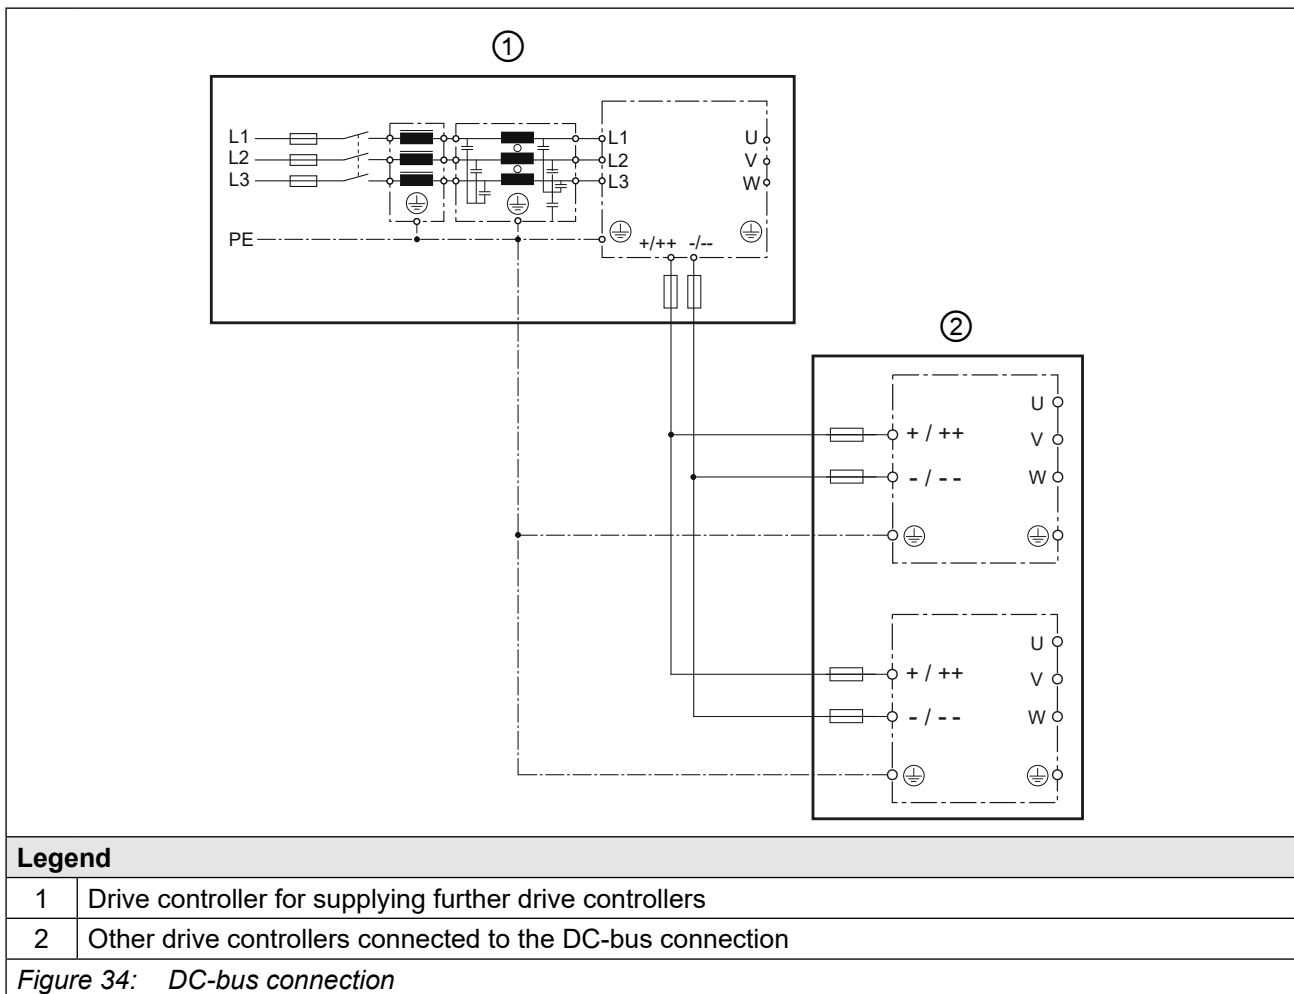 ①
L1
L2
L3
PE
L1
L2
L3
U
V
W
+/++ -/--
②
U
+ / ++
V
- / - -
W
U
+ / ++
V
- / - -
W
Legend
1 Drive controller for supplying further drive controllers
2 Other drive controllers connected to the DC-bus connection
Figure 34: DC-bus connection